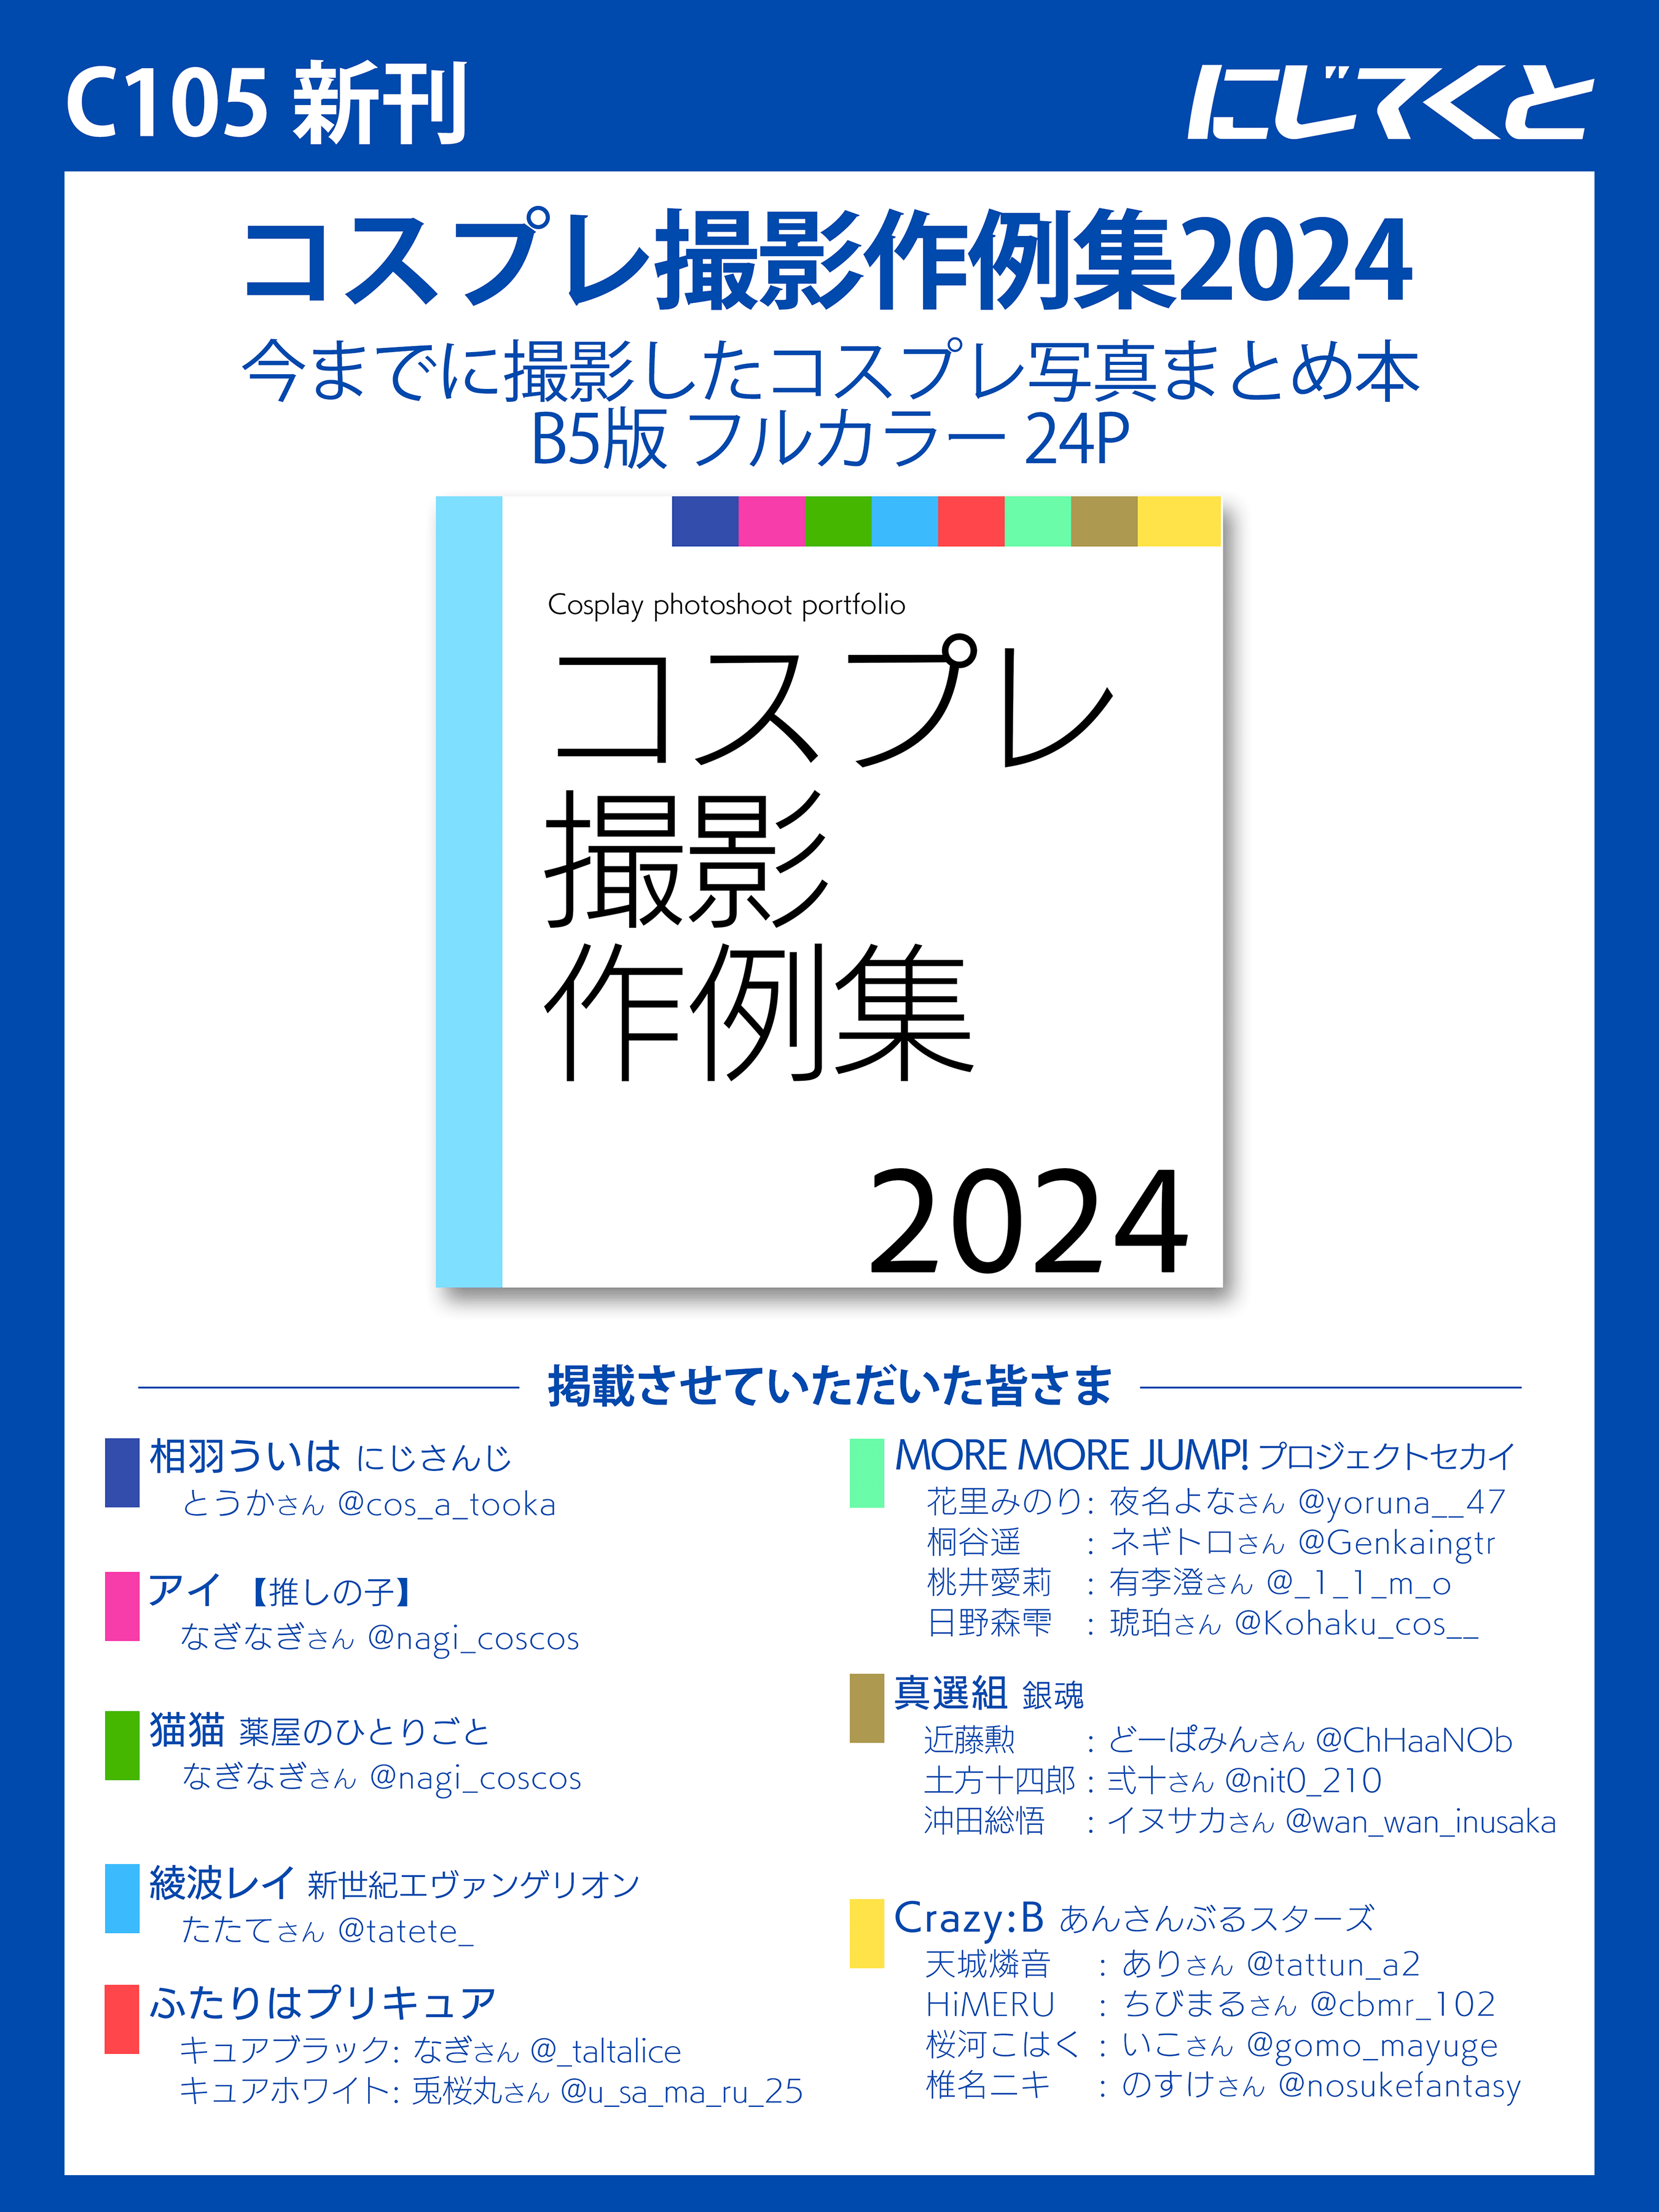 C105 新刊
にじてくと
コスプレ撮影作例集2024
今までに撮影したコスプレ写真まとめ本
B5版 フルカラー 24P
Cosplay photoshoot portfolio
コスプレ
撮影
作例集
2024
掲載させていただいた皆さま
相羽ういは にじさんじ
とうかさん @cos_a_tooka
アイ 【推しの子】
なぎなぎさん @nagi_coscos
猫猫 薬屋のひとりごと
なぎなぎさん @nagi_coscos
綾波レイ 新世紀エヴァンゲリオン
たたてさん @tatete_
ふたりはプリキュア
キュアブラック: なぎさん @_taltalice
キュアホワイト: 兎桜丸さん @u_sa_ma_ru_25
MORE MORE JUMP! プロジェクトセカイ
花里みのり: 夜名よなさん @yoruna__47
桐谷遥 : ネギトロさん @Genkaingtr
桃井愛莉 : 有李澄さん @_1_1_m_o
日野森雫 : 琥珀さん @Kohaku_cos__
真選組 銀魂
近藤勲 : どーぱみんさん @ChHaaNOb
土方十四郎 : 弍十さん @nit0_210
沖田総悟 : イヌサカさん @wan_wan_inusaka
Crazy:B あんさんぶるスターズ
天城燐音 : ありさん @tattun_a2
HiMERU : ちびまるさん @cbmr_102
桜河こはく : いこさん @gomo_mayuge
椎名ニキ : のすけさん @nosukefantasy